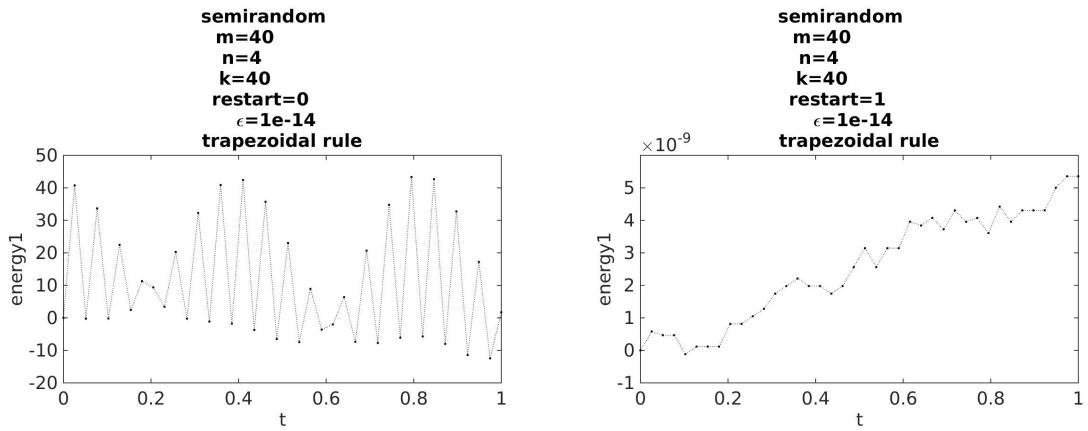 semirandom
m=40
n=4
k=40
restart=0
ϵ=1e-14
trapezoidal rule
50
40
30
20
10
0
-10
-20
energy1
0
0.2
0.4
0.6
0.8
1
t
semirandom
m=40
n=4
k=40
restart=1
ϵ=1e-14
trapezoidal rule
×10-9
5
4
3
2
1
0
-1
energy1
0
0.2
0.4
0.6
0.8
1
t